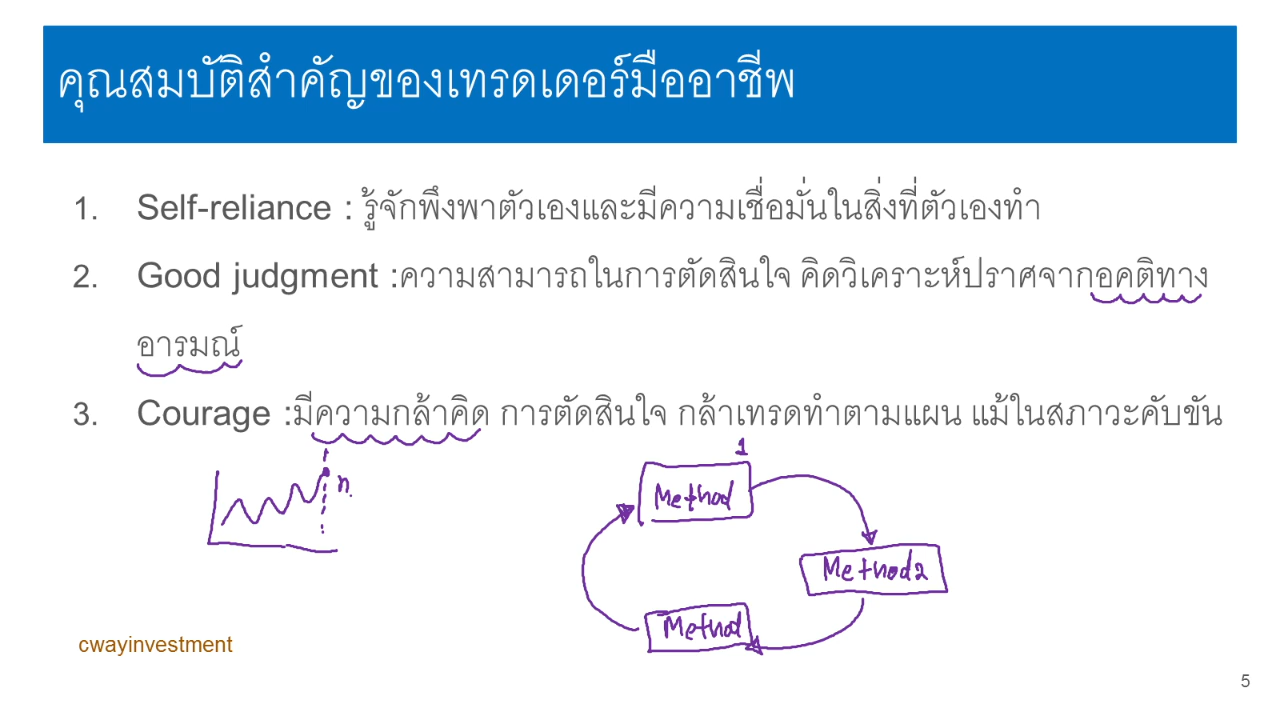 คุณสมบัติสำคัญของเทรดเดอร์มืออาชีพ
1. Self-reliance : รู้จักพึงพาตัวเองและมีความเชื่อมั่นในสิ่งที่ตัวเองทำ
2. Good judgment :ความสามารถในการตัดสินใจ คิดวิเคราะห์ปราศจากอคติทาง
อารมณ์
3. Courage :มีความกล้าคิด การตัดสินใจ กล้าเทรดทำตามแผน แม้ในสภาวะคับขัน
1
Method
Method2
Method
cwayinvestment
5